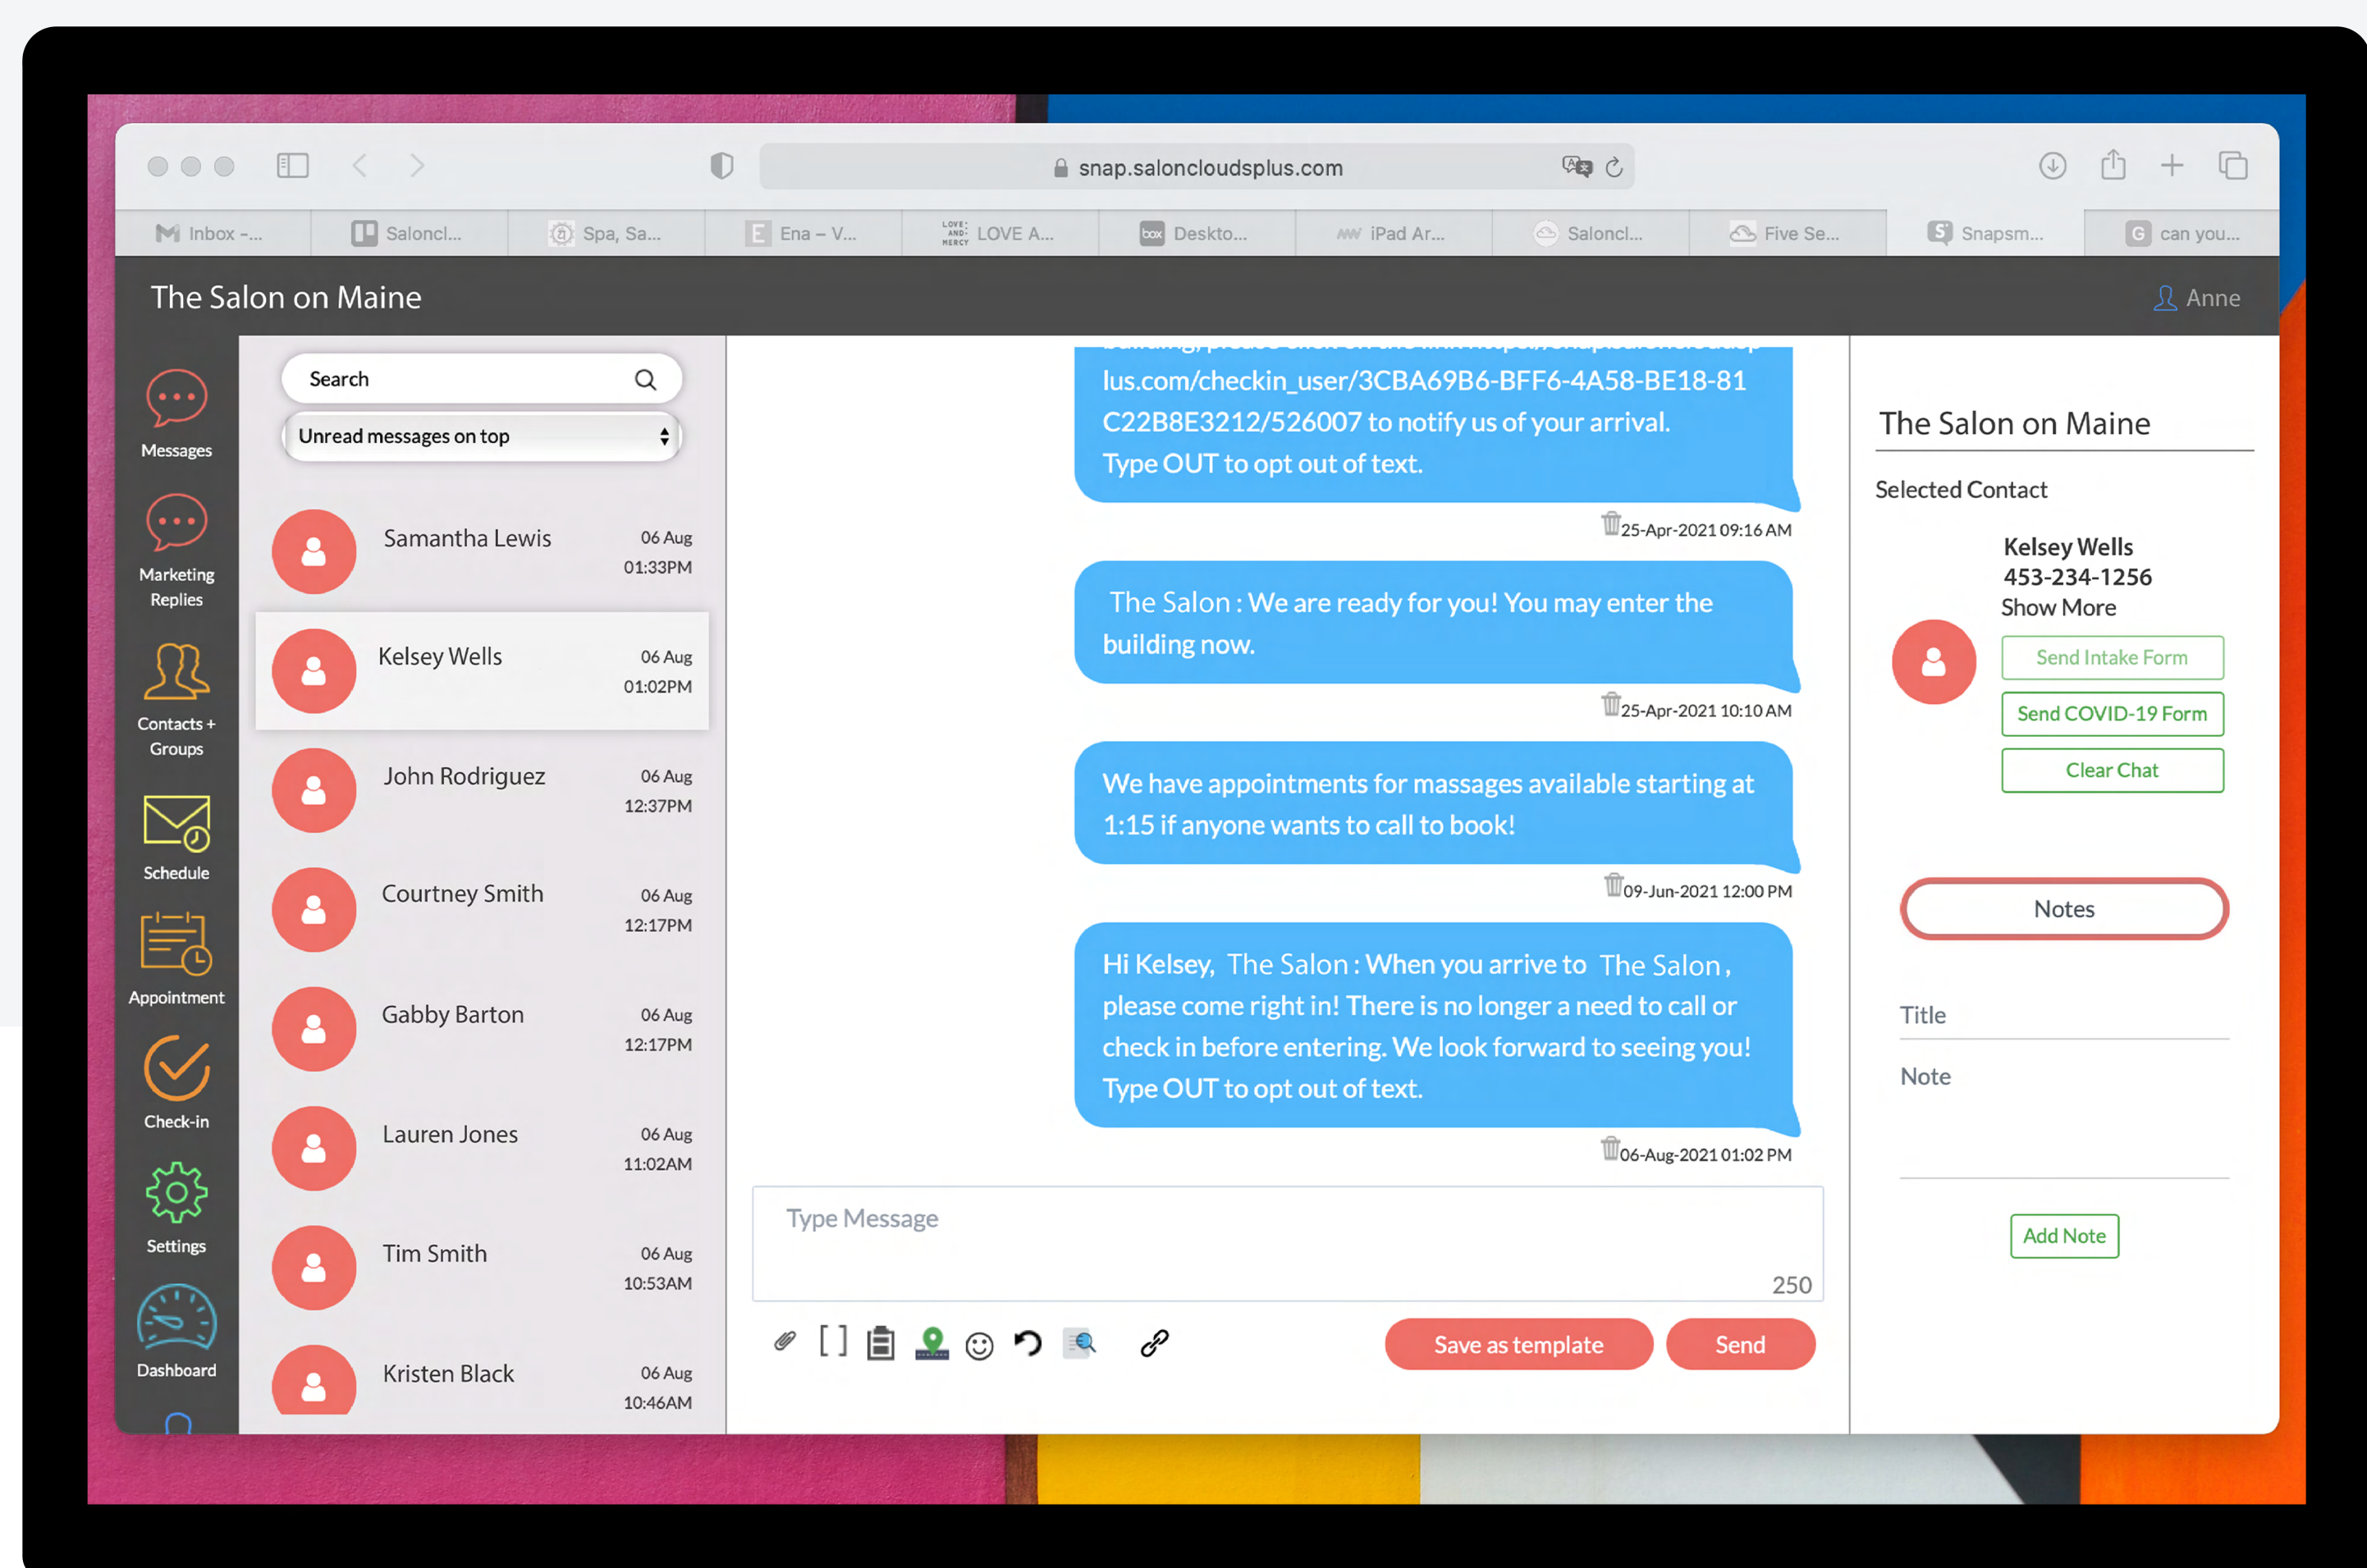 snap.saloncloudsplus.com
Inbox –...
Saloncl...
Spa, Sa...
E
Ena – V...
LOVE: AND: MERCY
LOVE A...
box
Deskto...
iPad Ar...
Saloncl...
Five Se...
S
Snapsm...
G
can you...
The Salon on Maine
Anne
Messages
Marketing
Replies
Contacts +
Groups
Schedule
Appointment
Check-in
Settings
Dashboard
Search
Unread messages on top
Samantha Lewis
06 Aug
01:33PM
Kelsey Wells
06 Aug
01:02PM
John Rodriguez
06 Aug
12:37PM
Courtney Smith
06 Aug
12:17PM
Gabby Barton
06 Aug
12:17PM
Lauren Jones
06 Aug
11:02AM
Tim Smith
06 Aug
10:53AM
Kristen Black
06 Aug
10:46AM
lus.com/checkin_user/3CBA69B6-BFF6-4A58-BE18-81
C22B8E3212/526007 to notify us of your arrival.
Type OUT to opt out of text.
25-Apr-2021 09:16 AM
The Salon : We are ready for you! You may enter the
building now.
25-Apr-2021 10:10 AM
We have appointments for massages available starting at
1:15 if anyone wants to call to book!
09-Jun-2021 12:00 PM
Hi Kelsey, The Salon : When you arrive to The Salon ,
please come right in! There is no longer a need to call or
check in before entering. We look forward to seeing you!
Type OUT to opt out of text.
06-Aug-2021 01:02 PM
Type Message
250
[ ]
Save as template
Send
The Salon on Maine
Selected Contact
Kelsey Wells
453-234-1256
Show More
Send Intake Form
Send COVID-19 Form
Clear Chat
Notes
Title
Note
Add Note